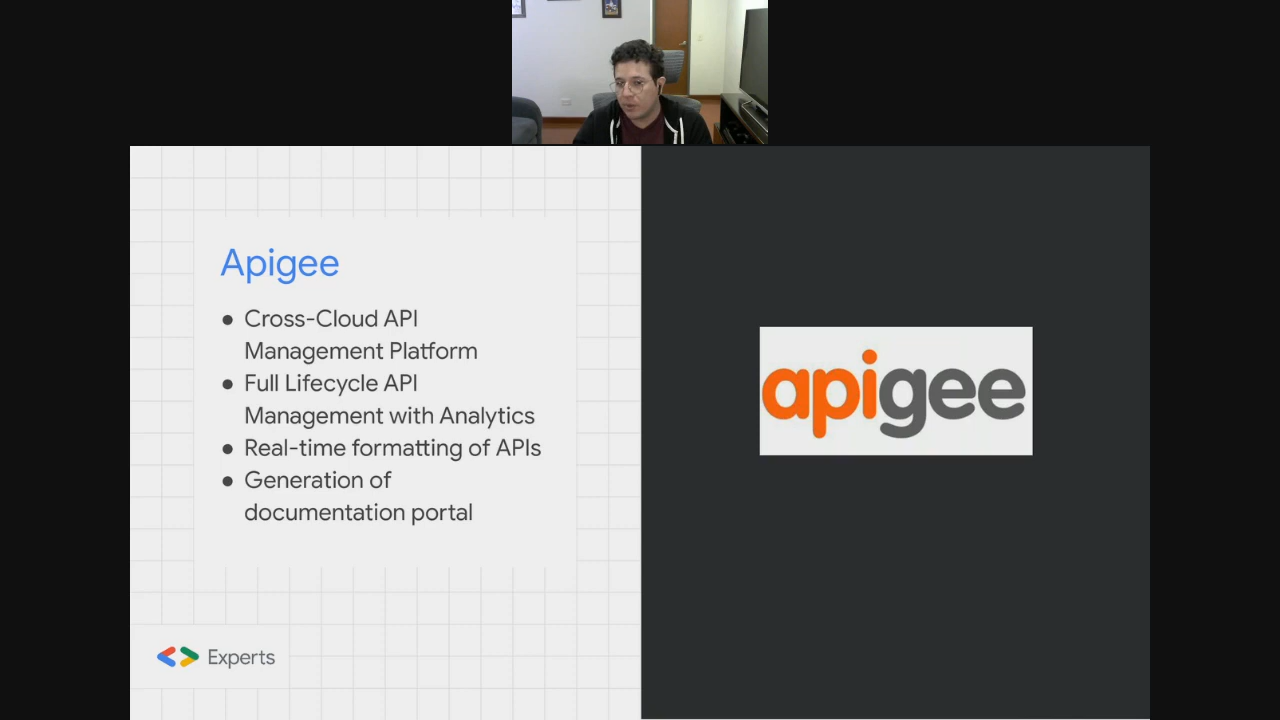 Apigee
● Cross-Cloud API
Management Platform
● Full Lifecycle API
Management with Analytics
● Real-time formatting of APIs
● Generation of
documentation portal
apigee
Experts